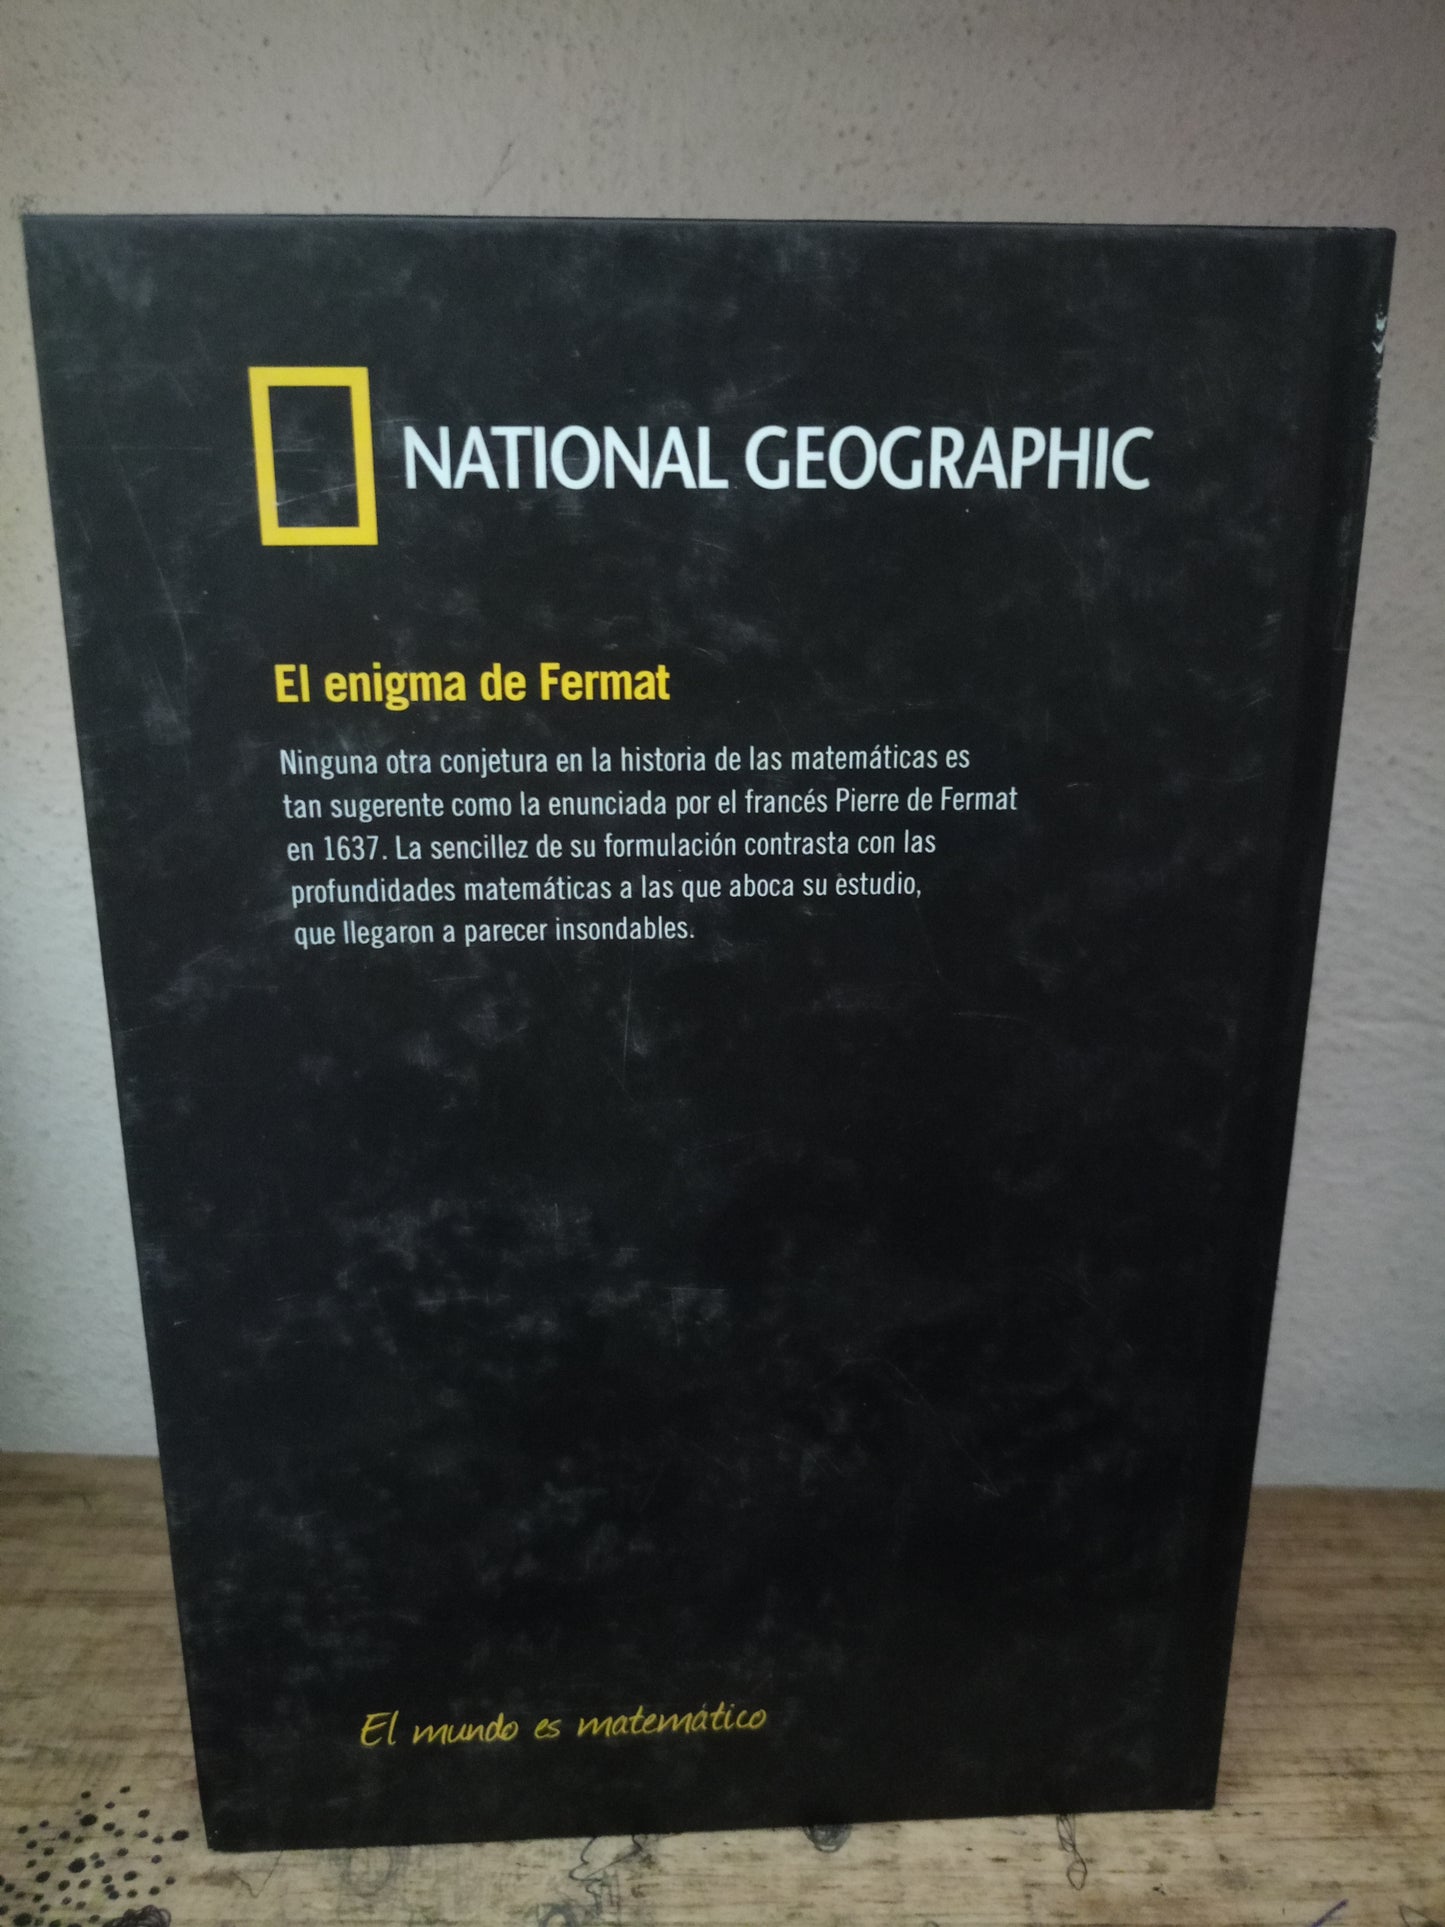 NATIONAL GEOGRAPHIC
El enigma de Fermat
Ninguna otra conjetura en la historia de las matemáticas es
tan sugerente como la enunciada por el francés Pierre de Fermat
en 1637. La sencillez de su formulación contrasta con las
profundidades matemáticas a las que aboca su estudio,
que llegaron a parecer insondables.
El mundo es matemático